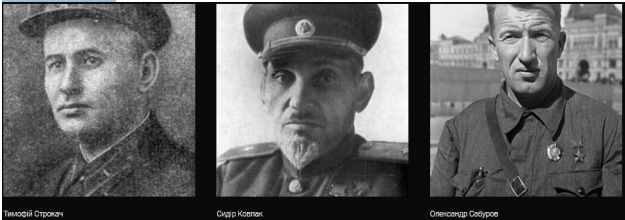 Тимофій Строкач
Сидір Ковпак
Олександр Сабуров